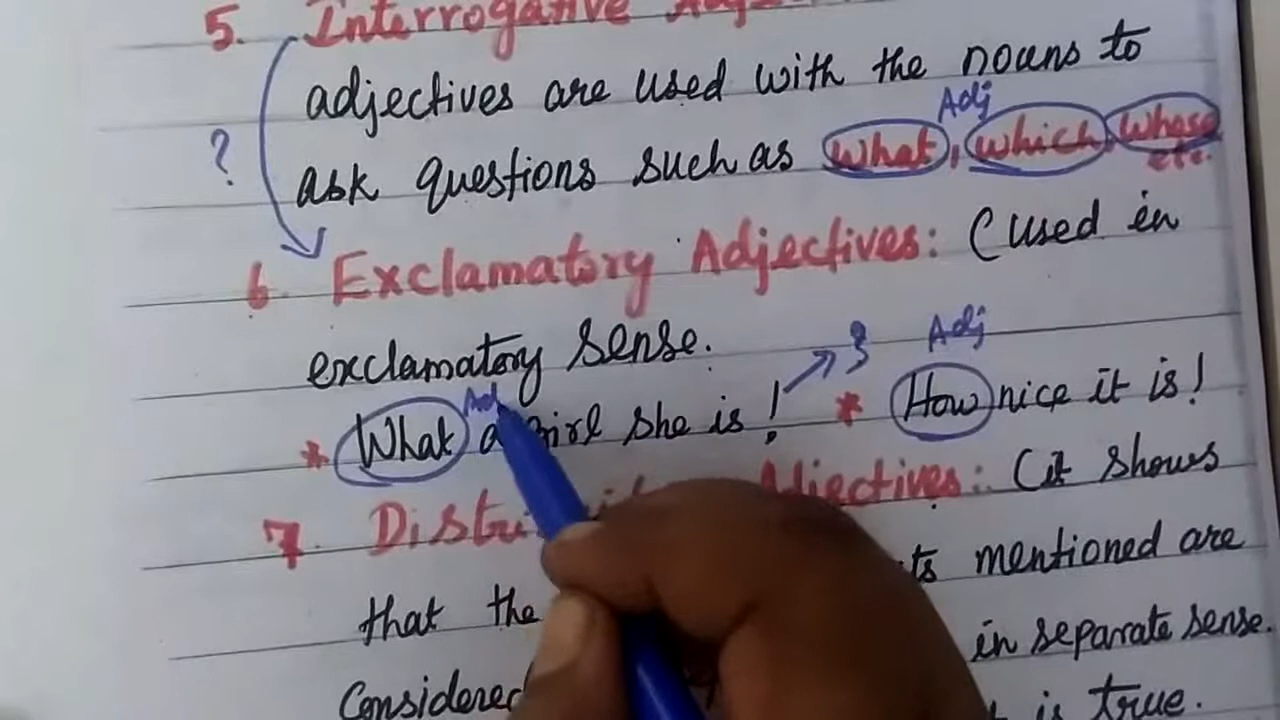 5. Interrogative
adjectives are used with the nouns to
Adj
? ask questions such as What, which, Whose
etc.
6. Exclamatory Adjectives: (used in
exclamatory sense. Adj
* What a girl she is! * How nice it is!
7. Adjectives: (it shows
that the mentioned are
Considered in separate sense.
is true.